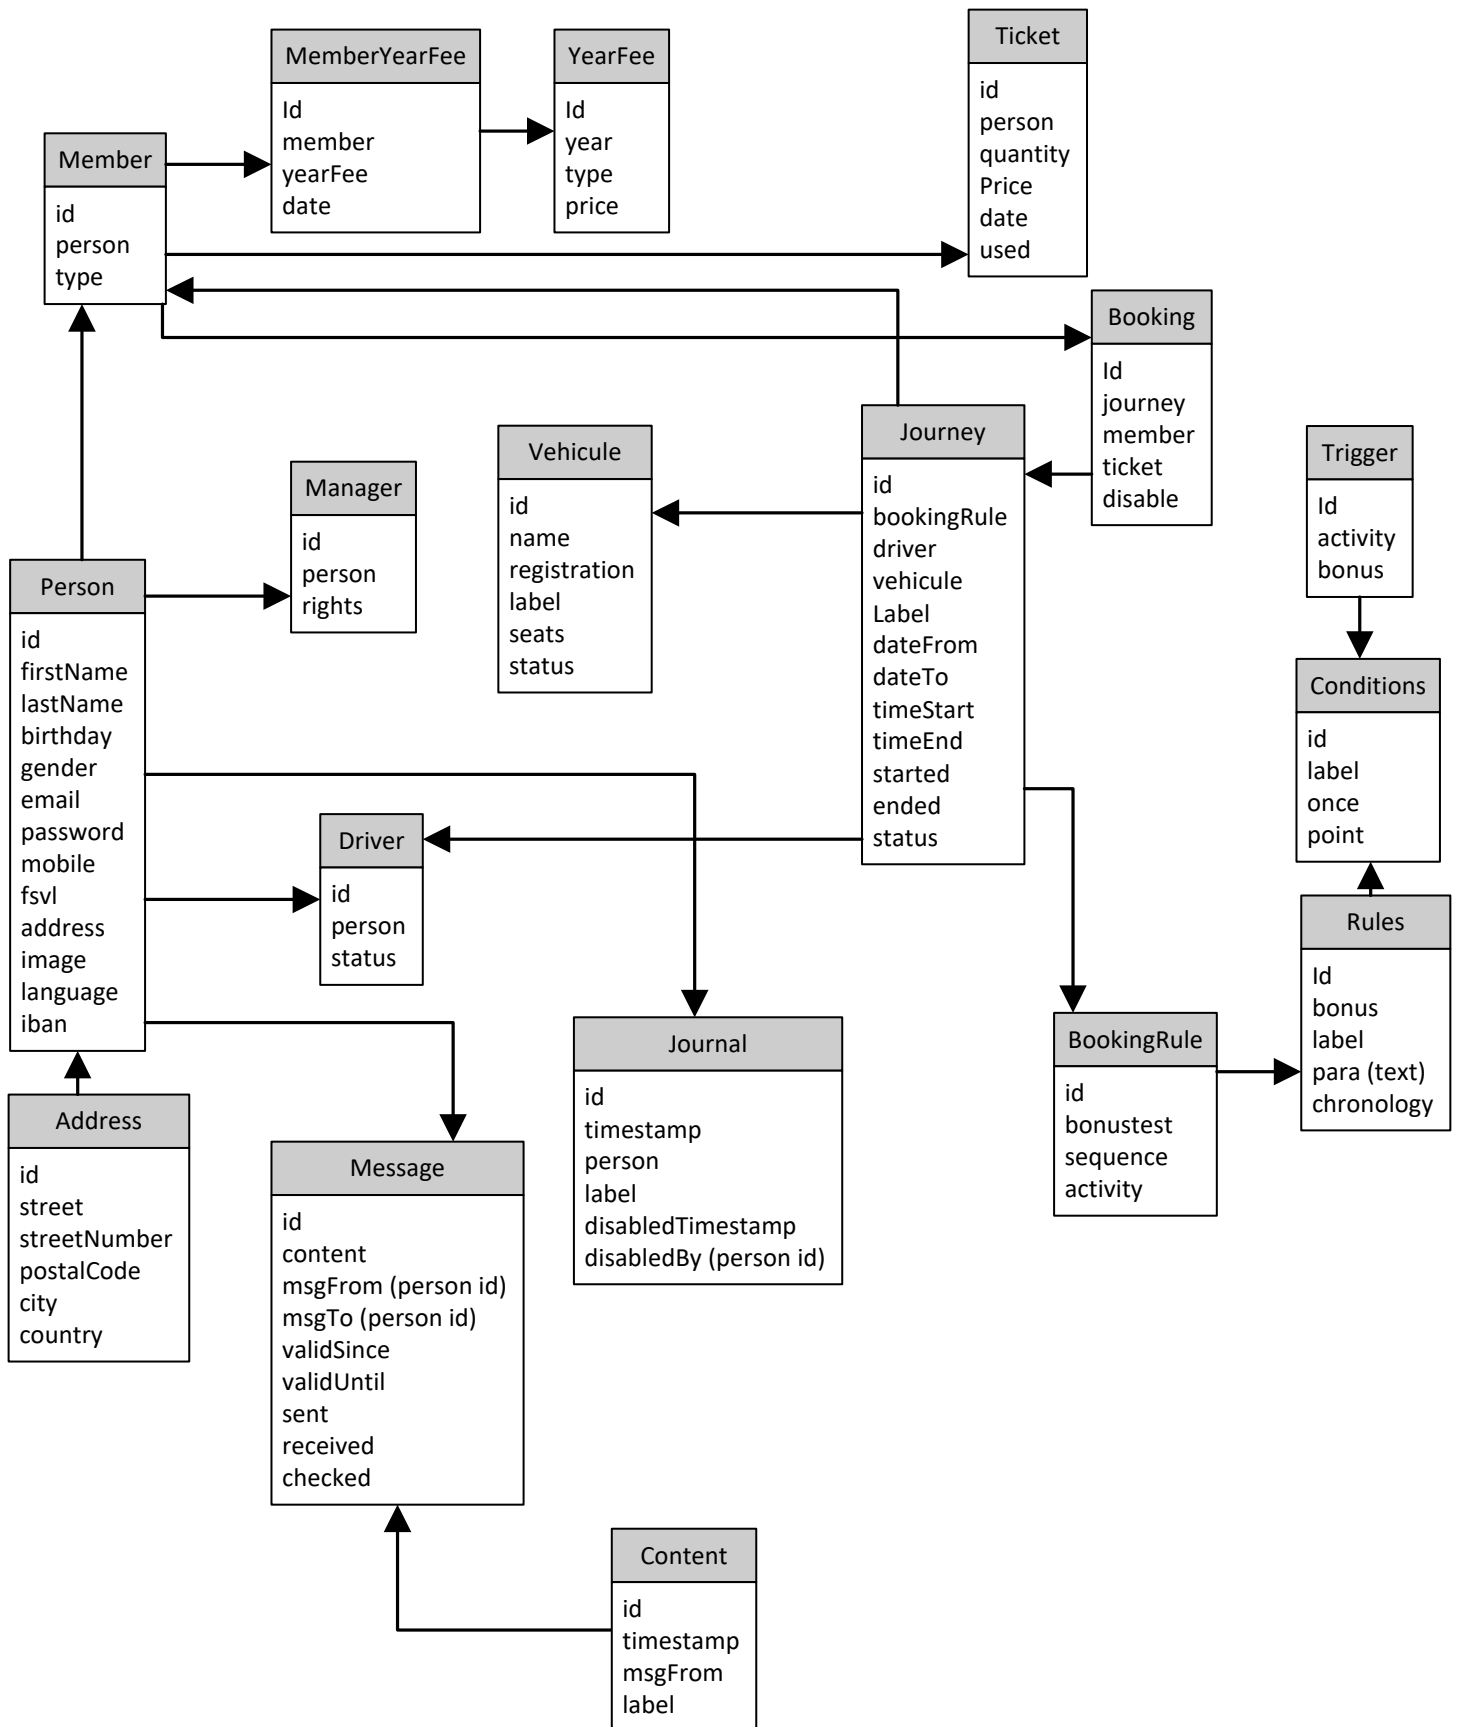 MemberYearFee
Id
member
yearFee
date
YearFee
Id
year
type
price
Ticket
id
person
quantity
Price
date
used
Member
id
person
type
Booking
Id
journey
member
ticket
disable
Journey
id
bookingRule
driver
vehicule
Label
dateFrom
dateTo
timeStart
timeEnd
started
ended
status
Vehicule
id
name
registration
label
seats
status
Manager
id
person
rights
Trigger
Id
activity
bonus
Person
id
firstName
lastName
birthday
gender
email
password
mobile
fsvl
address
image
language
iban
Conditions
id
label
once
point
Driver
id
person
status
Rules
Id
bonus
label
para (text)
chronology
Journal
id
timestamp
person
label
disabledTimestamp
disabledBy (person id)
BookingRule
id
bonustest
sequence
activity
Address
id
street
streetNumber
postalCode
city
country
Message
id
content
msgFrom (person id)
msgTo (person id)
validSince
validUntil
sent
received
checked
Content
id
timestamp
msgFrom
label